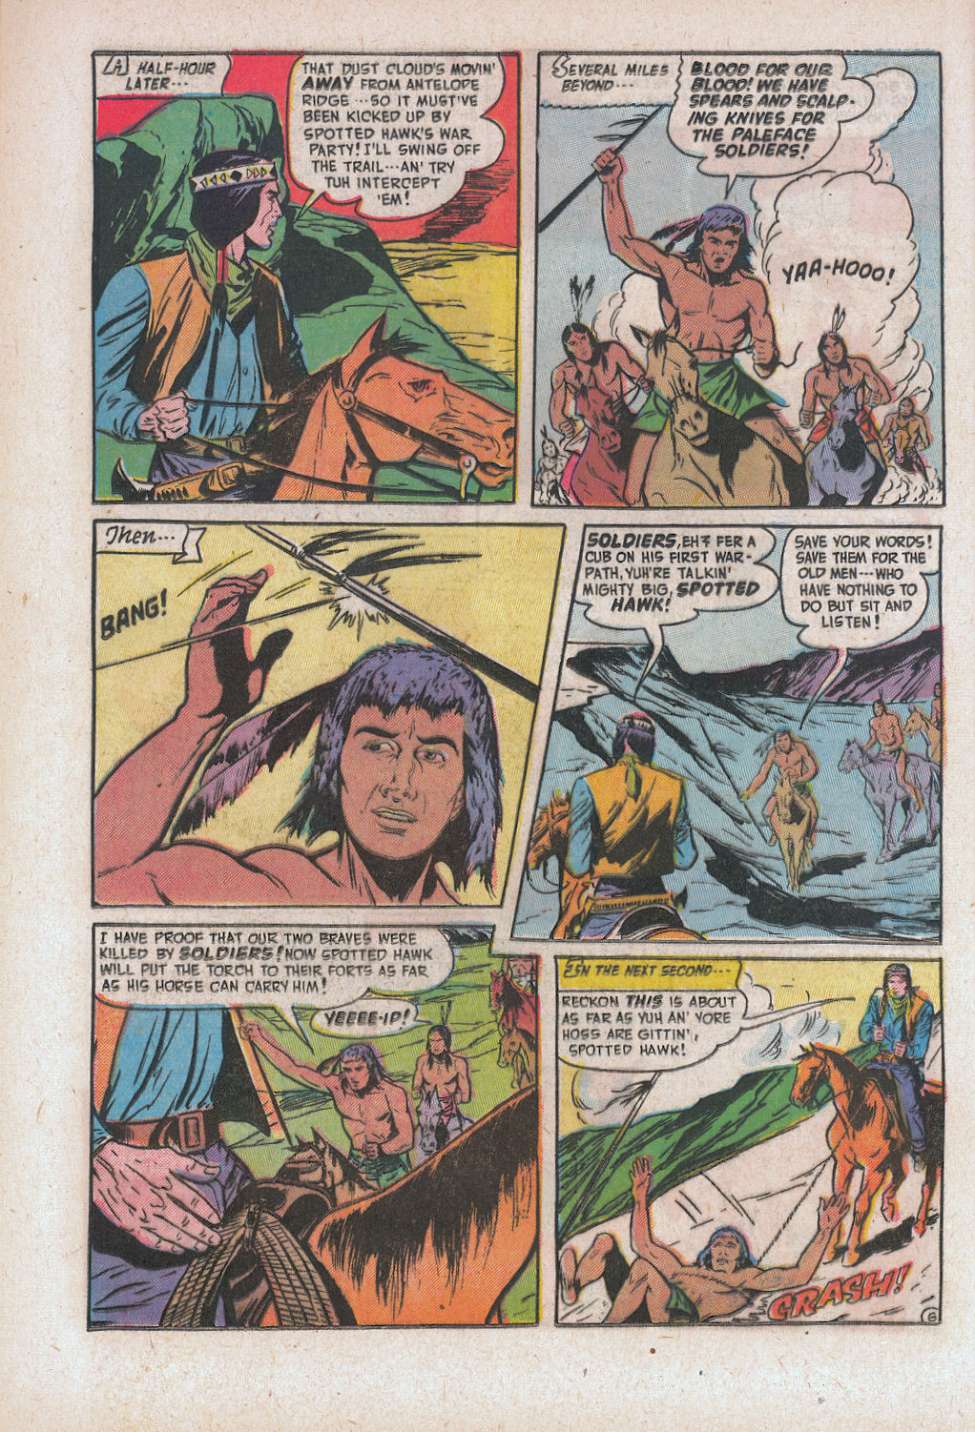 A HALF-HOUR
LATER---
THAT DUST CLOUD'S MOVIN'
AWAY FROM ANTELOPE
RIDGE---SO IT MUST'VE
BEEN KICKED UP BY
SPOTTED HAWK'S WAR
PARTY! I'LL SWING OFF
THE TRAIL---AN' TRY
TUH INTERCEPT
'EM!
SEVERAL MILES
BEYOND---
BLOOD FOR OUR
BLOOD! WE HAVE
SPEARS AND SCALP-
ING KNIVES FOR
THE PALEFACE
SOLDIERS!
YAA-HOOO!
Then---
BANG!
SOLDIERS, EH? FER A
CUB ON HIS FIRST WAR-
PATH, YUH'RE TALKIN'
MIGHTY BIG, SPOTTED
HAWK!
SAVE YOUR WORDS!
SAVE THEM FOR THE
OLD MEN---WHO
HAVE NOTHING TO
DO BUT SIT AND
LISTEN!
I HAVE PROOF THAT OUR TWO BRAVES WERE
KILLED BY SOLDIERS! NOW SPOTTED HAWK
WILL PUT THE TORCH TO THEIR FORTS AS FAR
AS HIS HORSE CAN CARRY HIM!
YEEEE-IP!
IN THE NEXT SECOND---
RECKON THIS IS ABOUT
AS FAR AS YUH AN' YORE
HOSS ARE GITTIN',
SPOTTED HAWK!
CRASH!
6